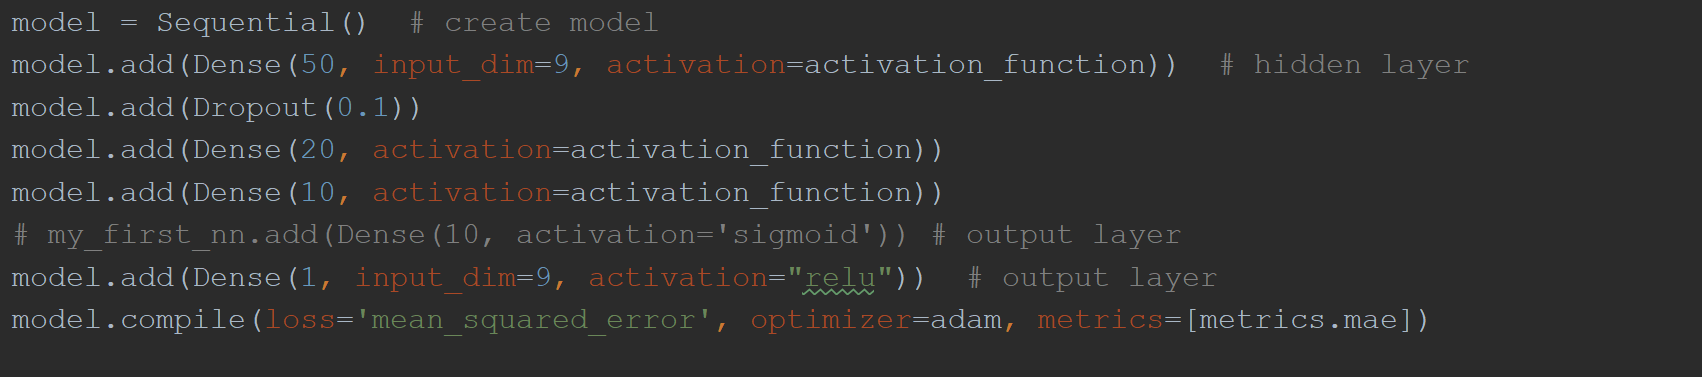 model = Sequential()  # create model
model.add(Dense(50, input_dim=9, activation=activation_function))  # hidden layer
model.add(Dropout(0.1))
model.add(Dense(20, activation=activation_function))
model.add(Dense(10, activation=activation_function))
# my_first_nn.add(Dense(10, activation='sigmoid')) # output layer
model.add(Dense(1, input_dim=9, activation="relu"))  # output layer
model.compile(loss='mean_squared_error', optimizer=adam, metrics=[metrics.mae])